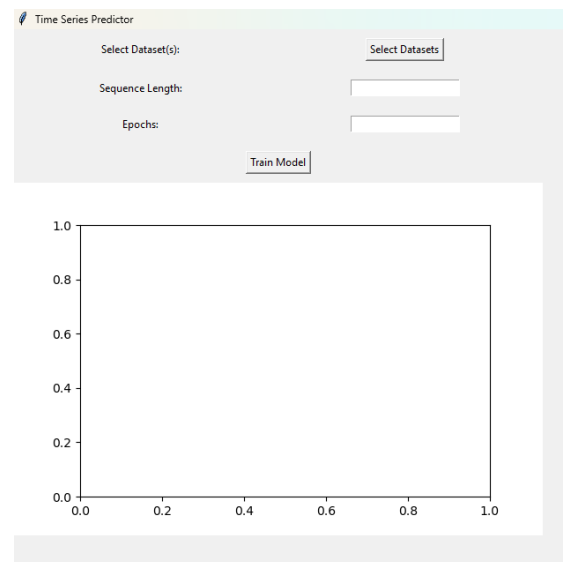 Time Series Predictor
Select Dataset(s): Select Datasets
Sequence Length:
Epochs:
Train Model
1.0
0.8
0.6
0.4
0.2
0.0
0.0 0.2 0.4 0.6 0.8 1.0